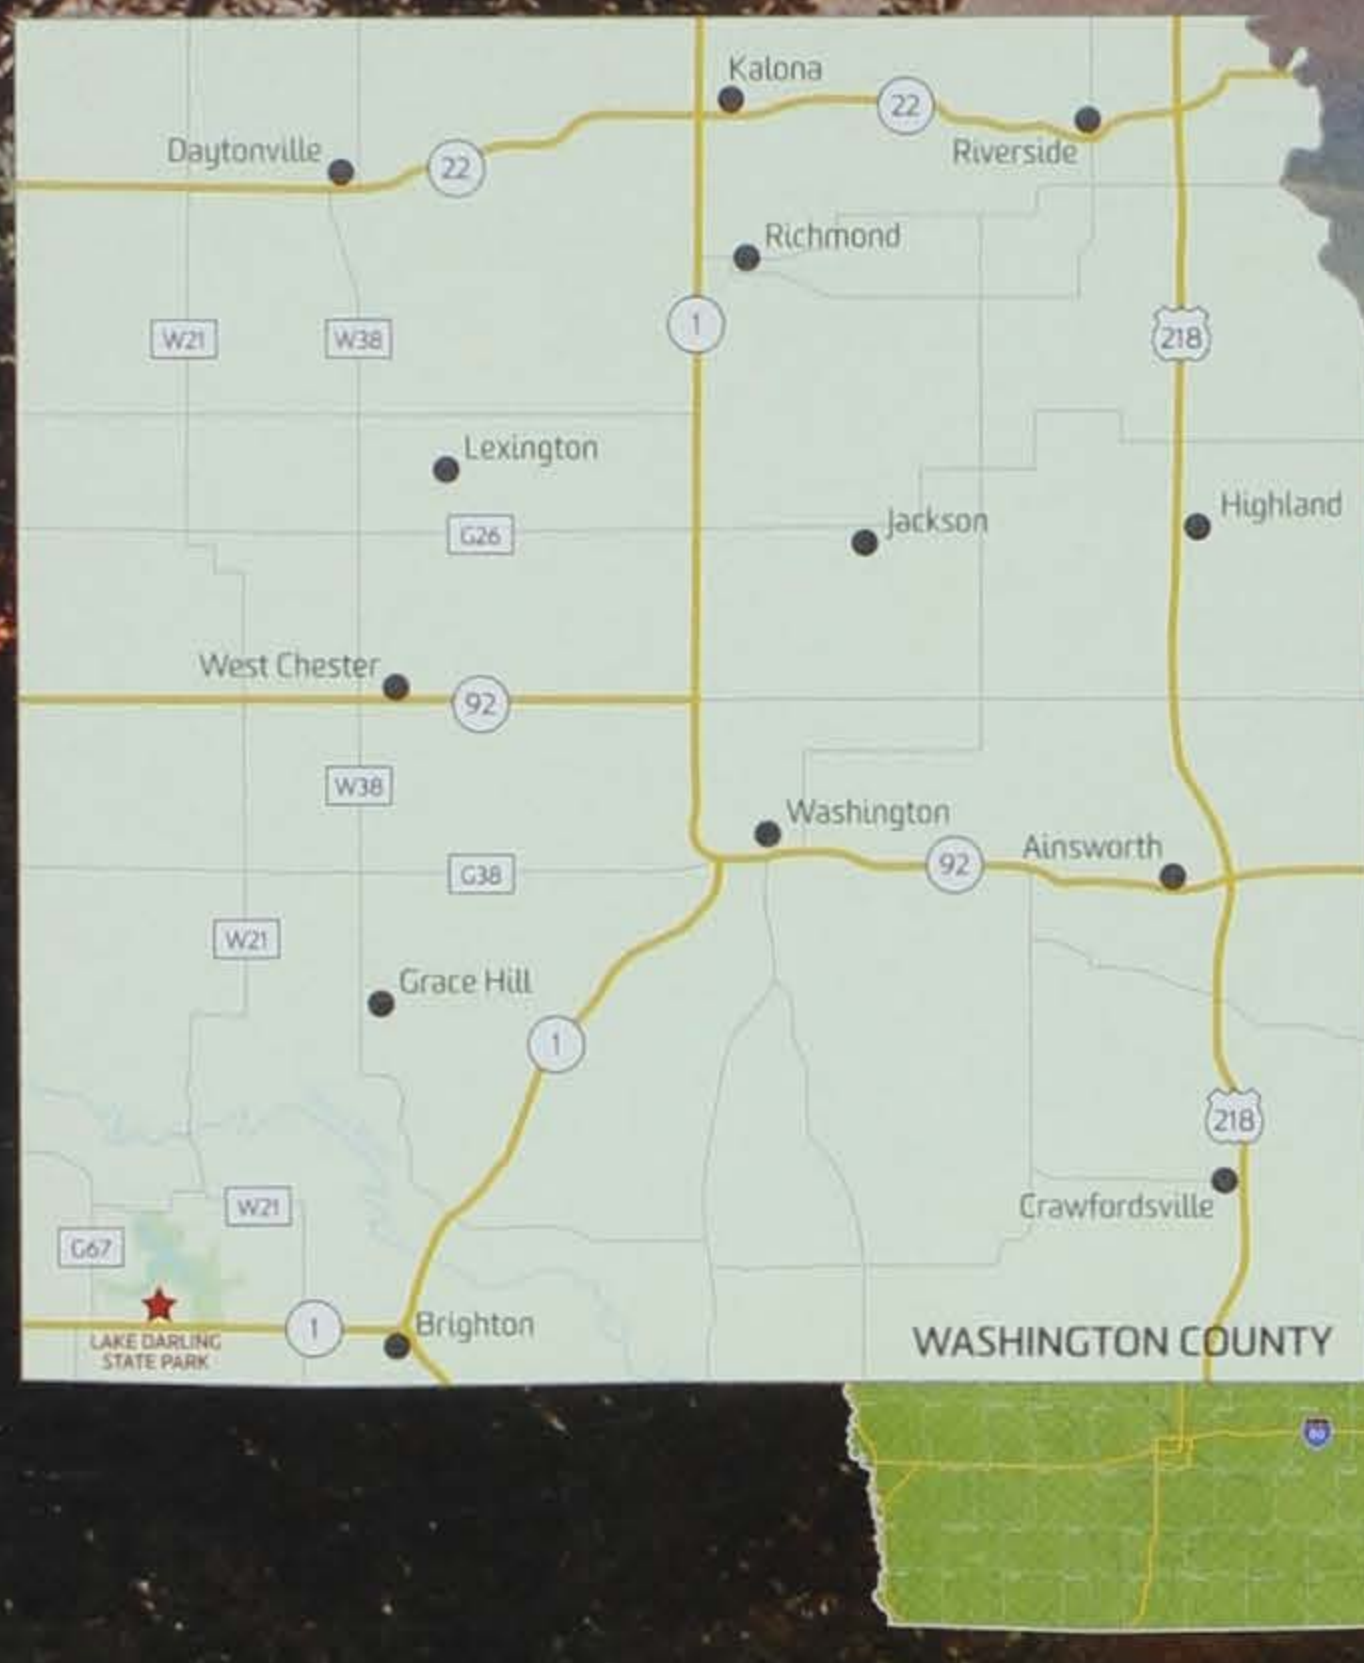 Kalona
22
Daytonville
22
Riverside
Richmond
1
W21
W38
218
Lexington
Highland
G26
Jackson
West Chester
92
W38
Washington
Ainsworth
92
G38
W21
Grace Hill
1
218
W21
Crawfordsville
G67
1
Brighton
LAKE DARLING
STATE PARK
WASHINGTON COUNTY
80